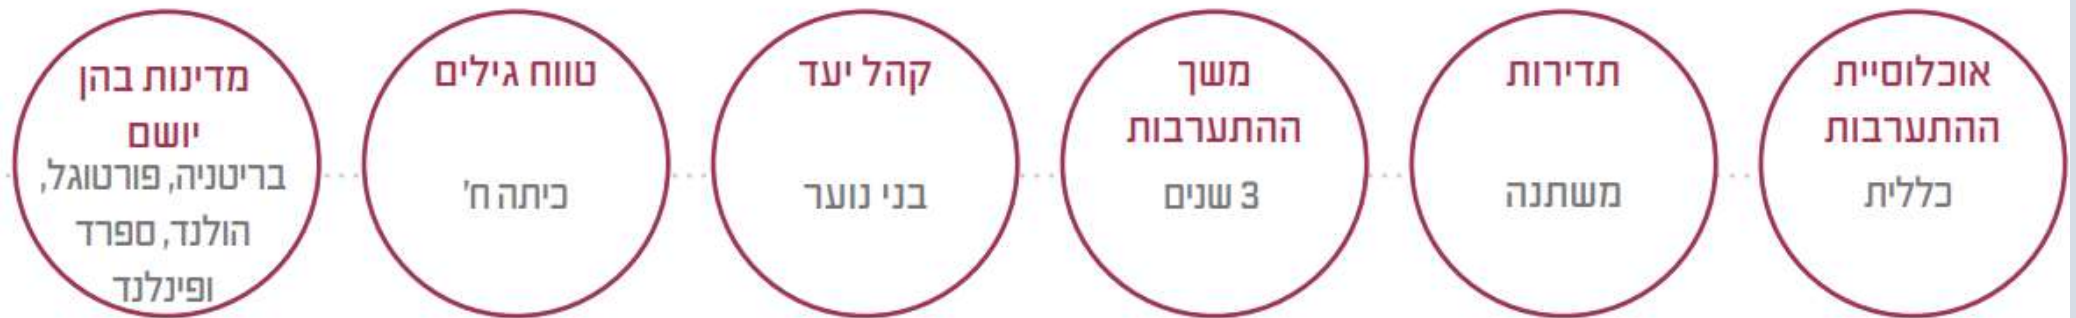 אוכלוסיית
ההתערבות
כללית
תדירות
משתנה
משך
ההתערבות
3 שנים
קהל יעד
בני נוער
טווח גילים
כיתה ח'
מדינות בהן
יושם
בריטניה, פורטוגל,
הולנד, ספרד
ופינלנד